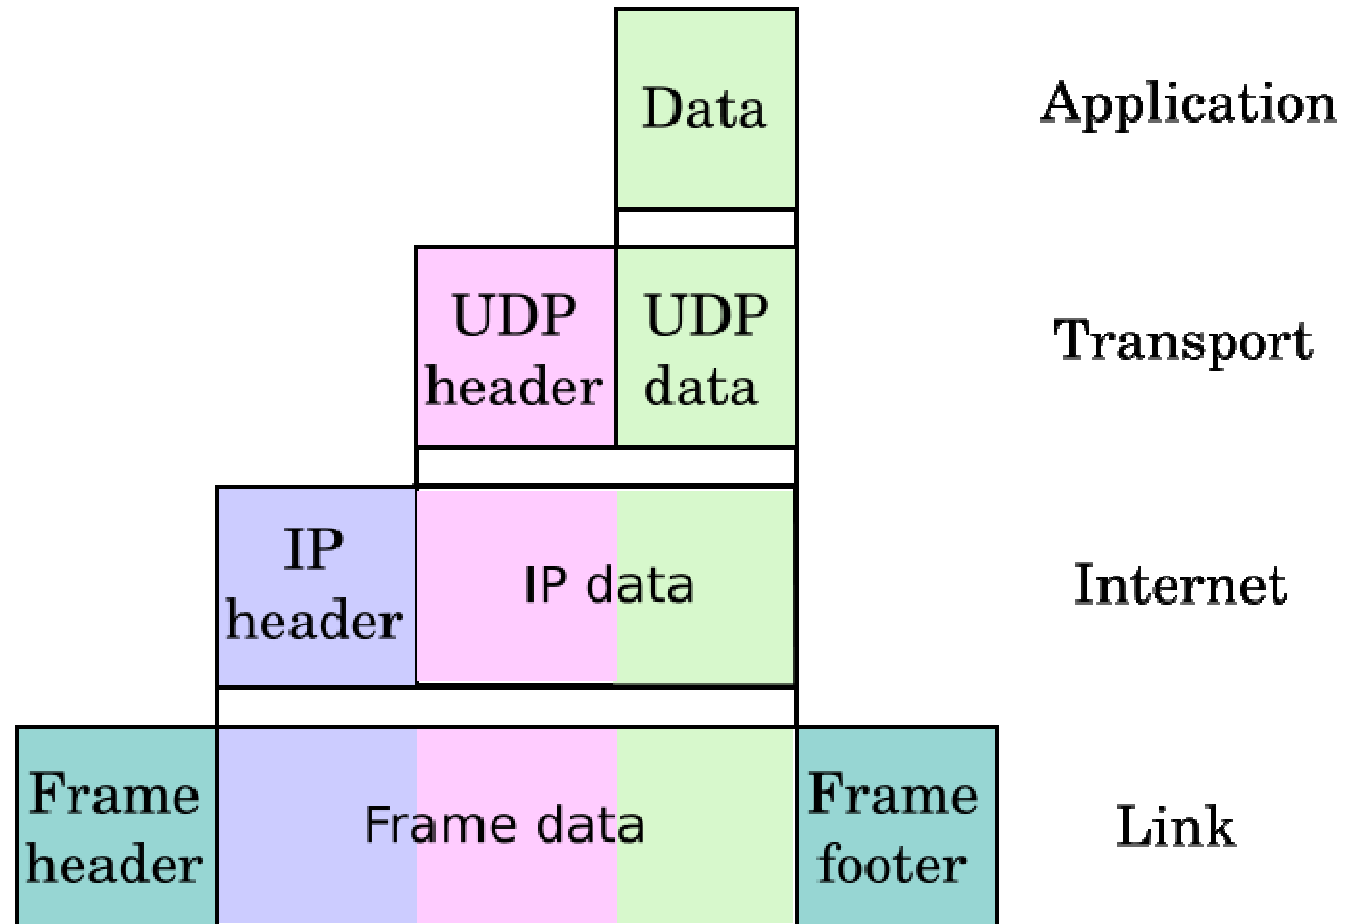 Data
Application
UDP
header
UDP
data
Transport
IP
header
IP data
Internet
Frame
header
Frame data
Frame
footer
Link